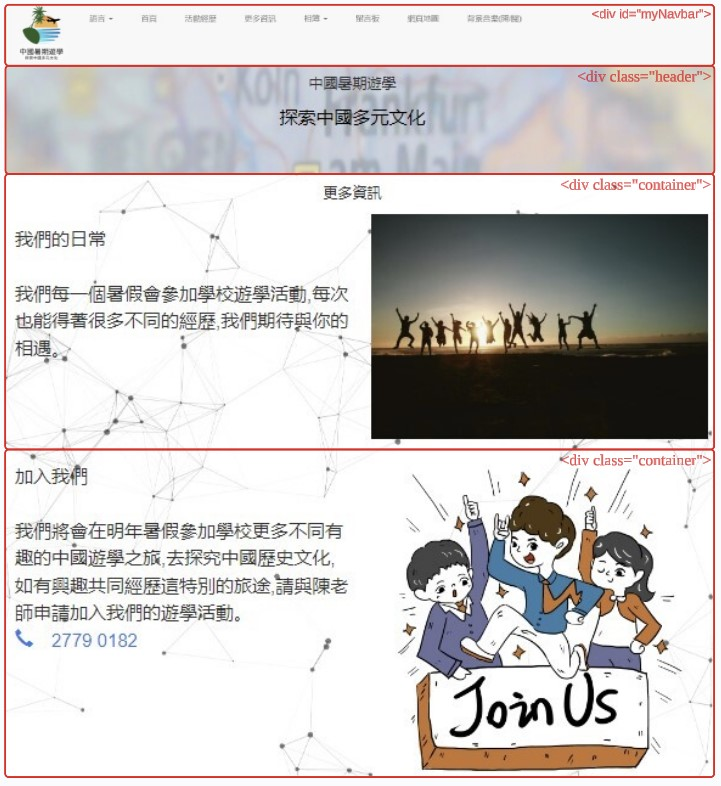 語言
首頁
活動經歷
更多資訊
相簿
留言板
網頁地圖
背景音樂(開/關)
<div id="myNavbar">
中國暑期遊學
<div class="header">
中國暑期遊學
探索中國多元文化
Köln
Frankfurt
am Main
<div class="container">
更多資訊
我們的日常
我們每一個暑假會參加學校遊學活動,每次
也能得著很多不同的經歷,我們期待與你的
相遇。
<div class="container">
加入我們
我們將會在明年暑假參加學校更多不同有
趣的中國遊學之旅,去探究中國歷史文化,
如有興趣共同經歷這特別的旅途,請與陳老
師申請加入我們的遊學活動。
2779 0182
Join Us